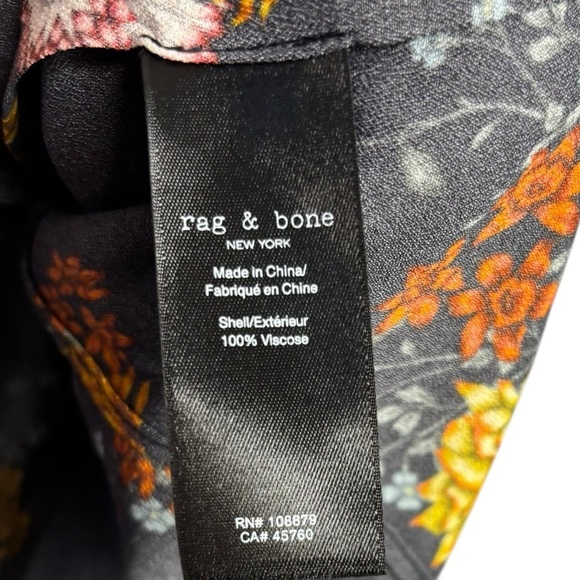 rag & bone
NEW YORK
Made in China/
Fabriqué en Chine
Shell/Extérieur
100% Viscose
RN# 108879
CA# 45760